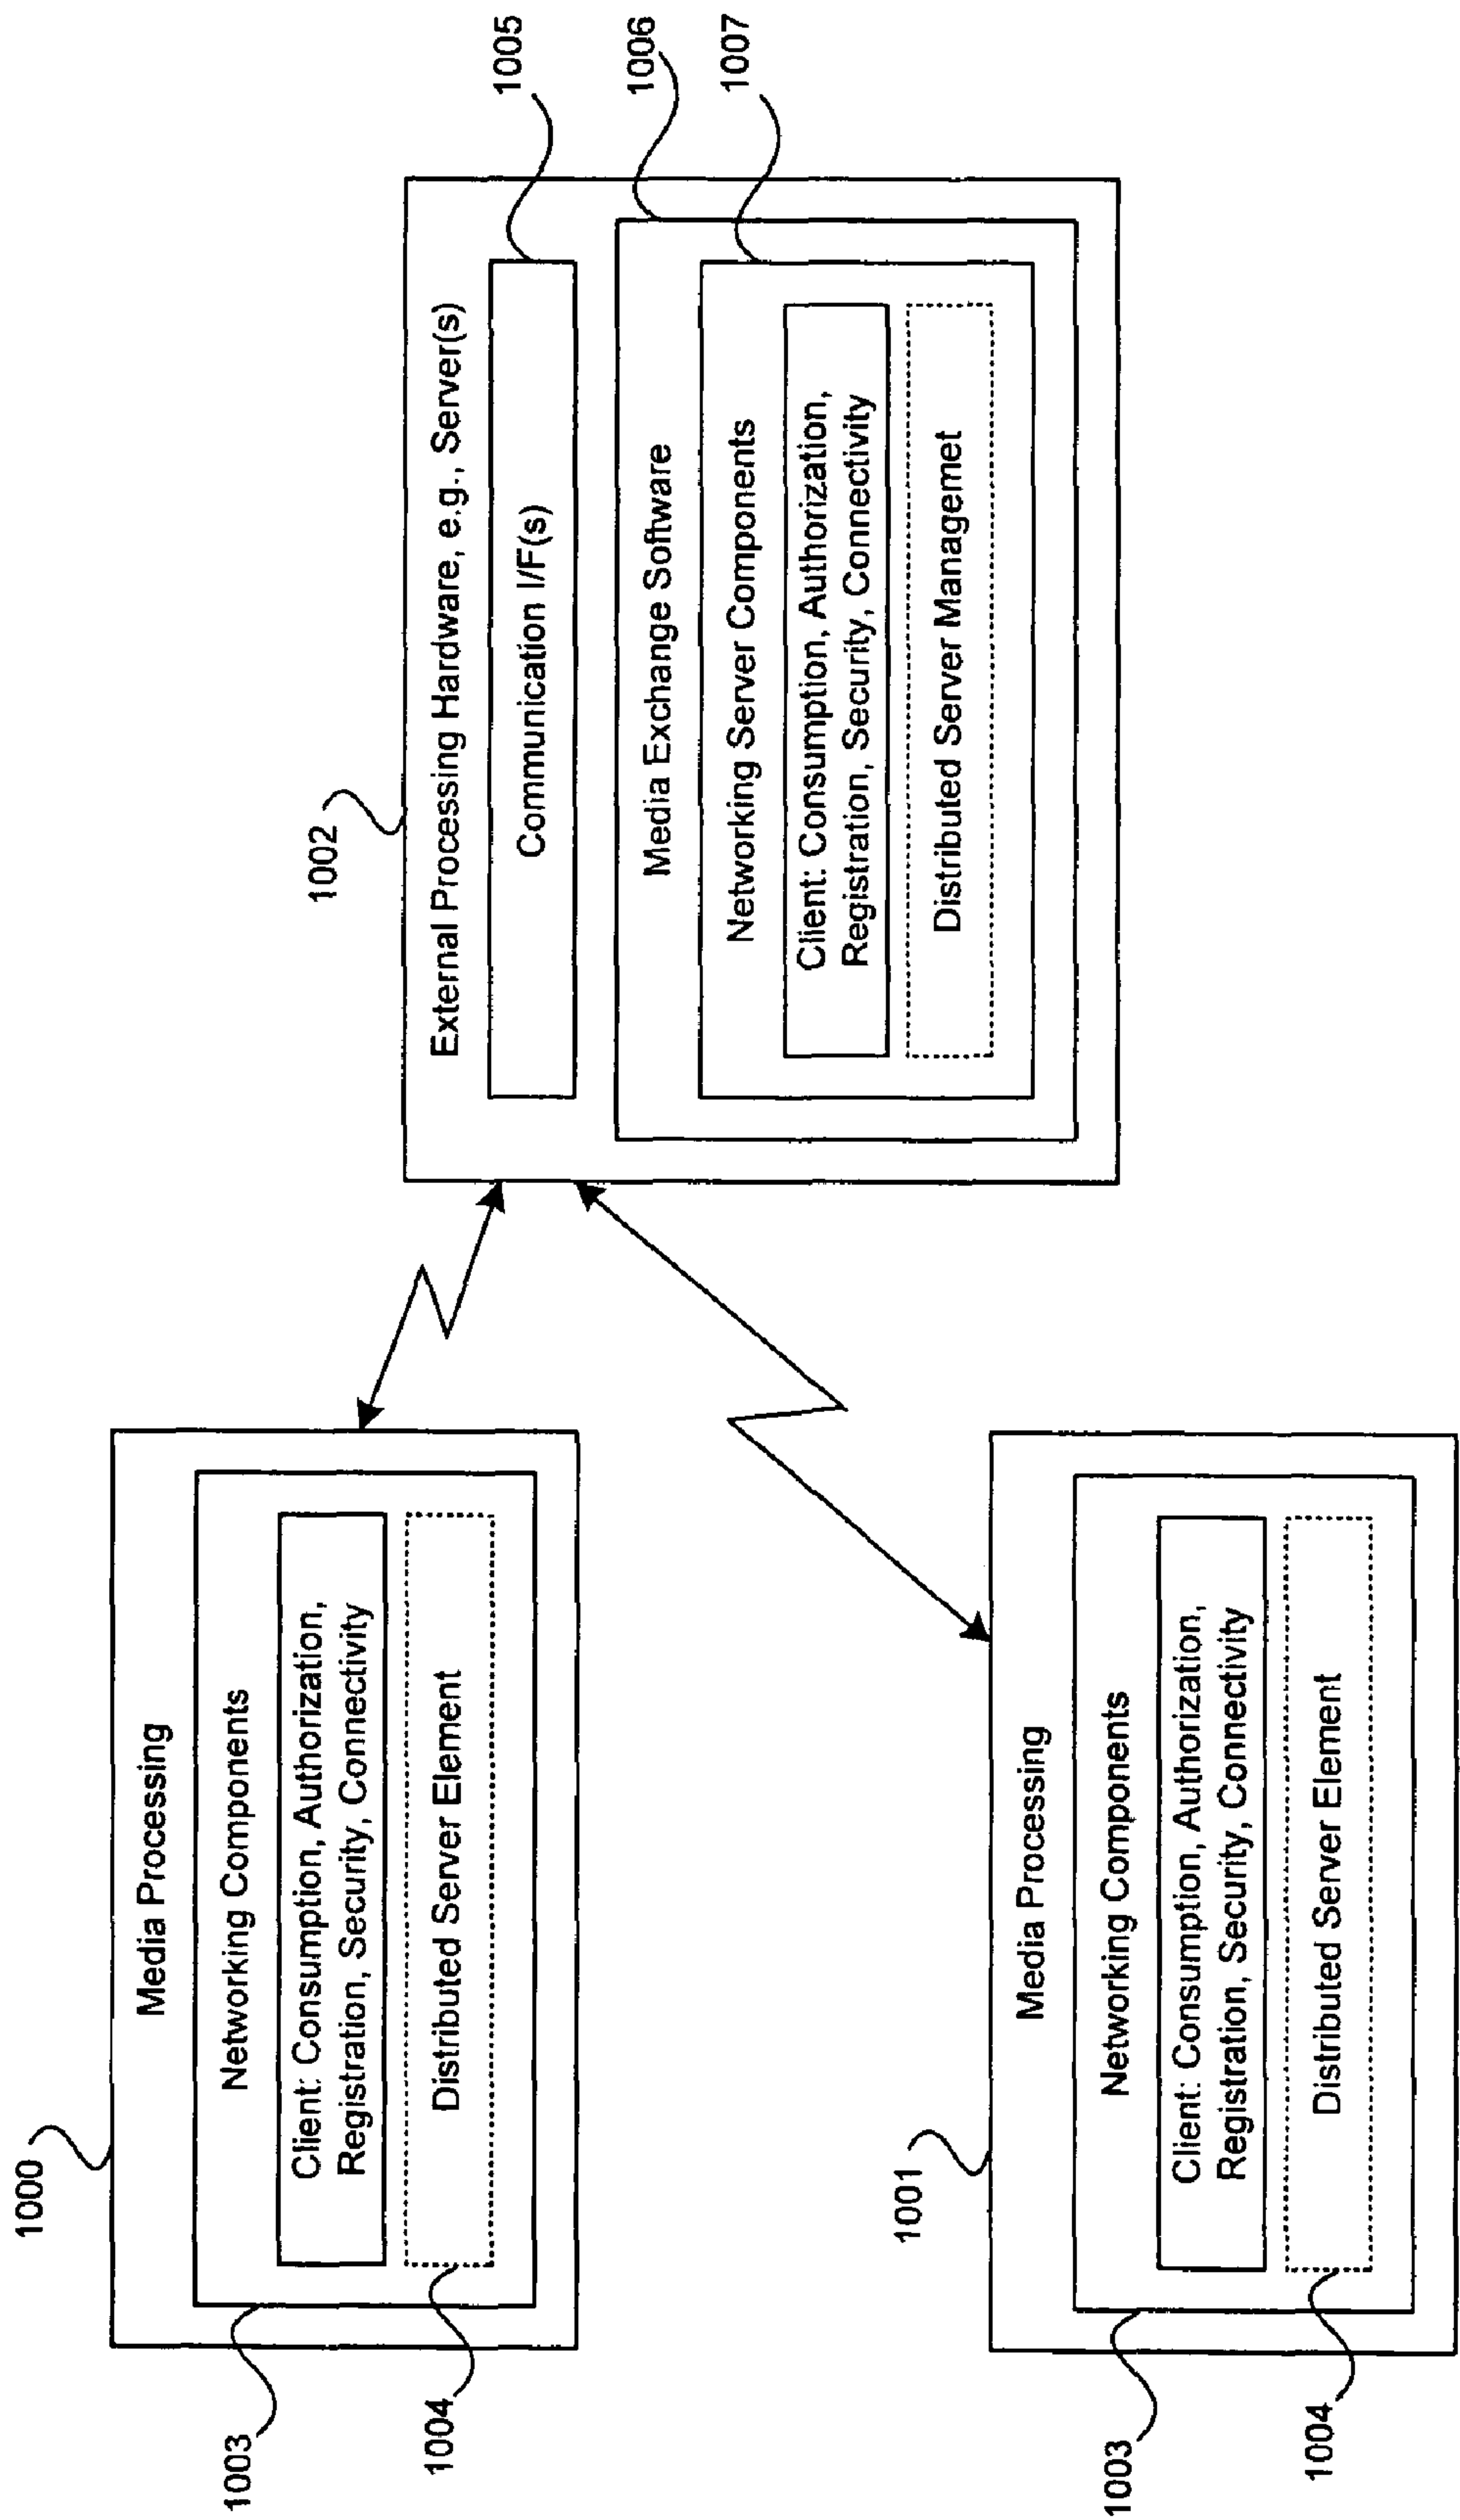 1000
Media Processing
Networking Components
Client: Consumption, Authorization,
Registration, Security, Connectivity
Distributed Server Element
1003
1004
1002
External Processing Hardware, e.g., Server(s)
Communication I/F(s)
Media Exchange Software
Networking Server Components
Client: Consumption, Authorization,
Registration, Security, Connectivity
Distributed Server Managemet
1005
1006
1007
1001
Media Processing
Networking Components
Client: Consumption, Authorization,
Registration, Security, Connectivity
Distributed Server Element
1003
1004